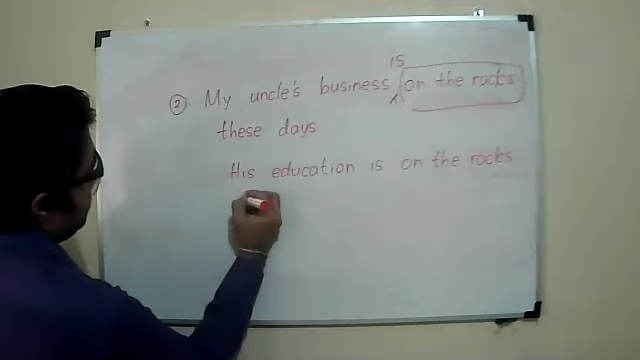 ② My uncle's business is on the rocks
these days
His education is on the rocks